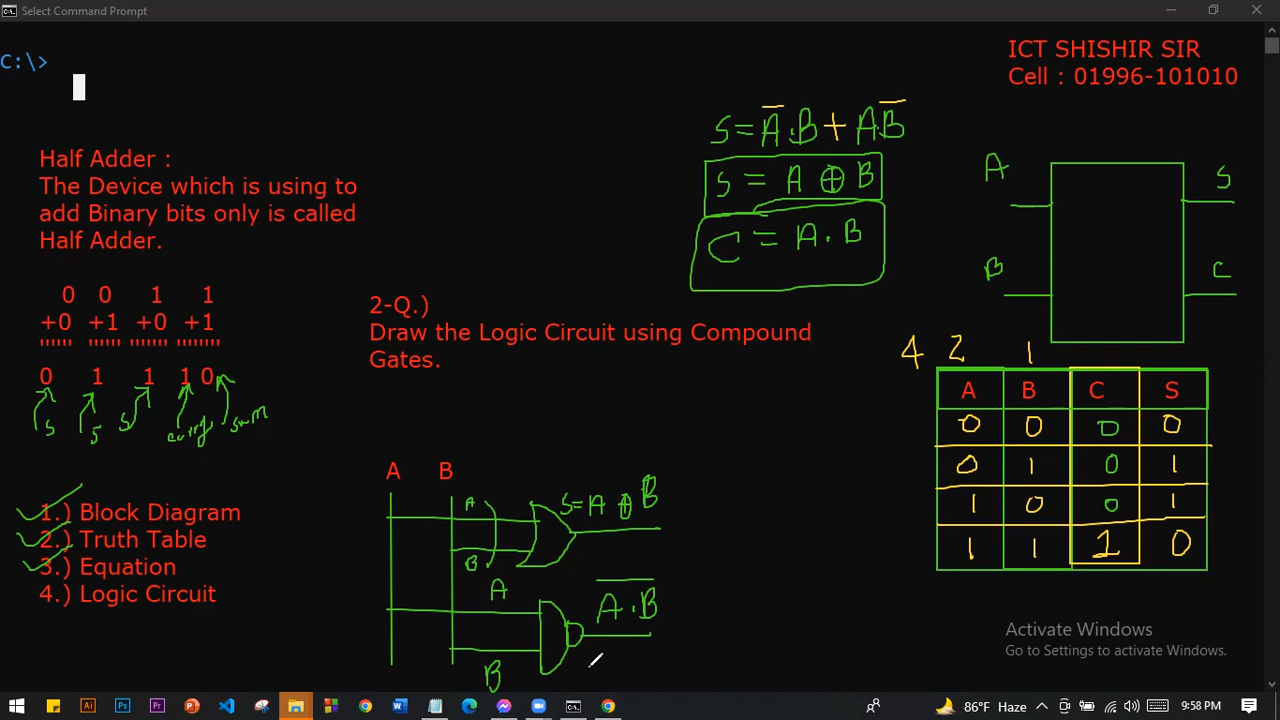 Select Command Prompt
C:\>
ICT SHISHIR SIR
Cell : 01996-101010
Half Adder :
The Device which is using to
add Binary bits only is called
Half Adder.
0 0 1 1
+0 +1 +0 +1
'''''' '''''' ''''''' ''''''''
0 1 1 1 0
S S S carry sum
1.) Block Diagram
2.) Truth Table
3.) Equation
4.) Logic Circuit
S = A̅.B + AB̅
S = A ⊕ B
C = A . B
2-Q.)
Draw the Logic Circuit using Compound
Gates.
A B
A
S = A ⊕ B
B
A
A̅ ̅.̅ ̅B̅
B
A S
B C
4 2 1
A B C S
0 0 0 0
0 1 0 1
1 0 0 1
1 1 1 0
Activate Windows
Go to Settings to activate Windows.
86°F Haze
9:58 PM